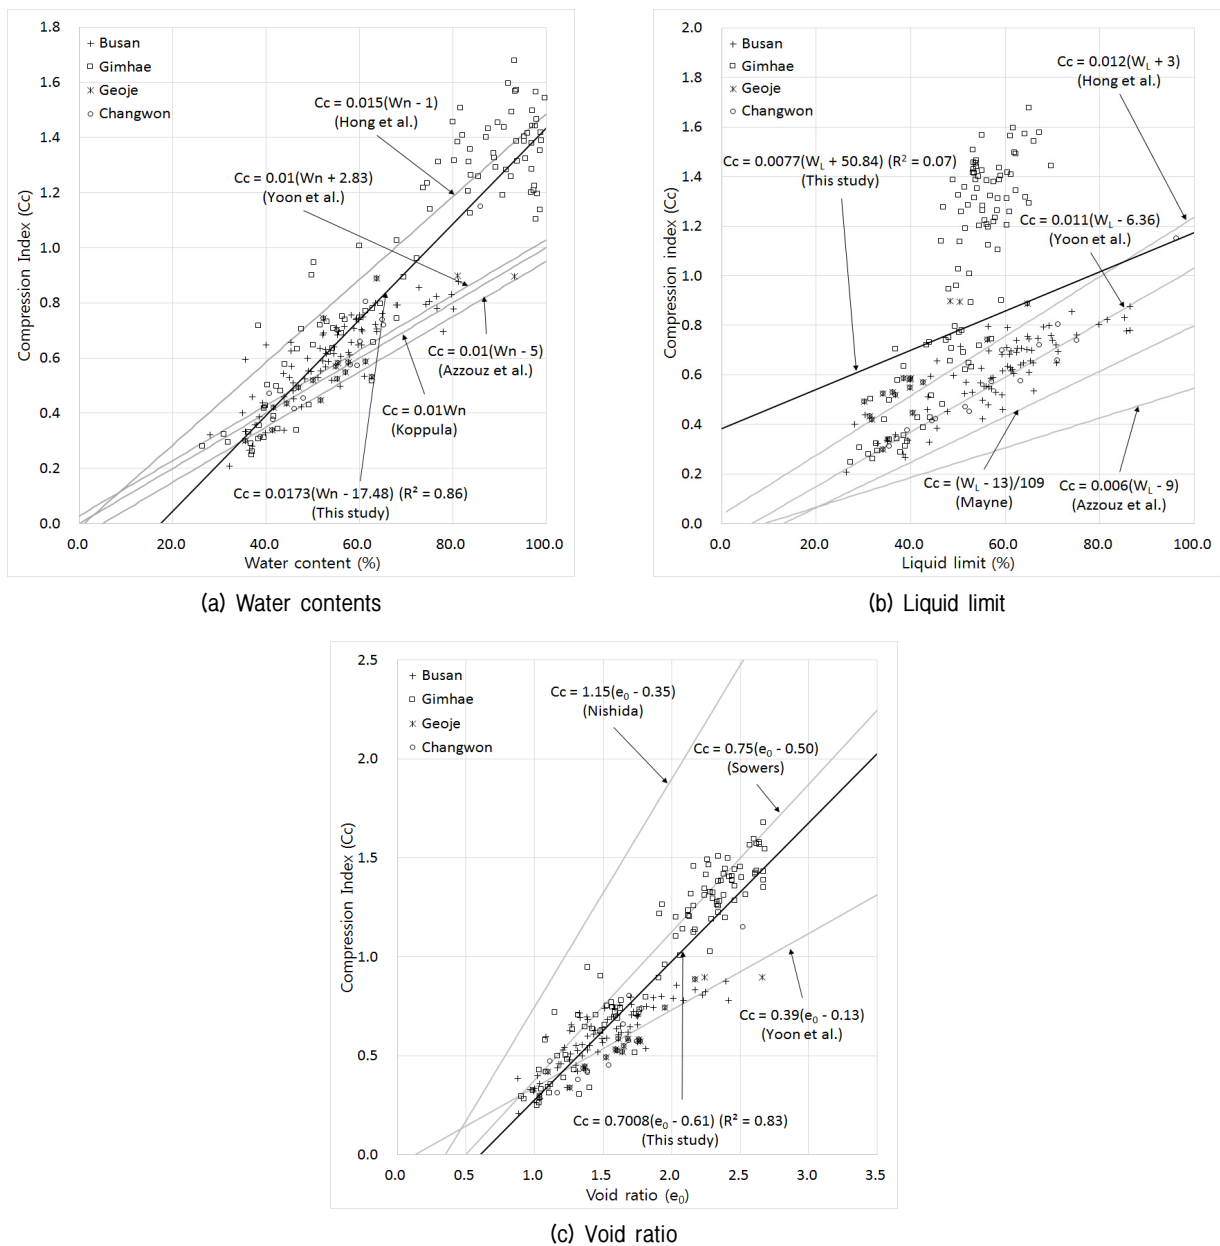 1.8
1.6
1.4
1.2
1.0
0.8
0.6
0.4
0.2
0.0
Compression Index (Cc)
+ Busan
□ Gimhae
ж Geoje
○ Changwon
Cc = 0.015(Wn - 1)
(Hong et al.)
Cc = 0.01(Wn + 2.83)
(Yoon et al.)
Cc = 0.01(Wn - 5)
(Azzouz et al.)
Cc = 0.01Wn
(Koppula)
Cc = 0.0173(Wn - 17.48) (R² = 0.86)
(This study)
0.0 20.0 40.0 60.0 80.0 100.0
Water content (%)
(a) Water contents
2.0
1.8
1.6
1.4
1.2
1.0
0.8
0.6
0.4
0.2
0.0
Compression index (Cc)
+ Busan
□ Gimhae
ж Geoje
○ Changwon
Cc = 0.012(W_L + 3)
(Hong et al.)
Cc = 0.0077(W_L + 50.84) (R² = 0.07)
(This study)
Cc = 0.011(W_L - 6.36)
(Yoon et al.)
Cc = (W_L - 13)/109
(Mayne)
Cc = 0.006(W_L - 9)
(Azzouz et al.)
0.0 20.0 40.0 60.0 80.0 100.0
Liquid limit (%)
(b) Liquid limit
2.5
2.0
1.5
1.0
0.5
0.0
Compression Index (Cc)
+ Busan
□ Gimhae
ж Geoje
○ Changwon
Cc = 1.15(e₀ - 0.35)
(Nishida)
Cc = 0.75(e₀ - 0.50)
(Sowers)
Cc = 0.39(e₀ - 0.13)
(Yoon et al.)
Cc = 0.7008(e₀ - 0.61) (R² = 0.83)
(This study)
0.0 0.5 1.0 1.5 2.0 2.5 3.0 3.5
Void ratio (e₀)
(c) Void ratio